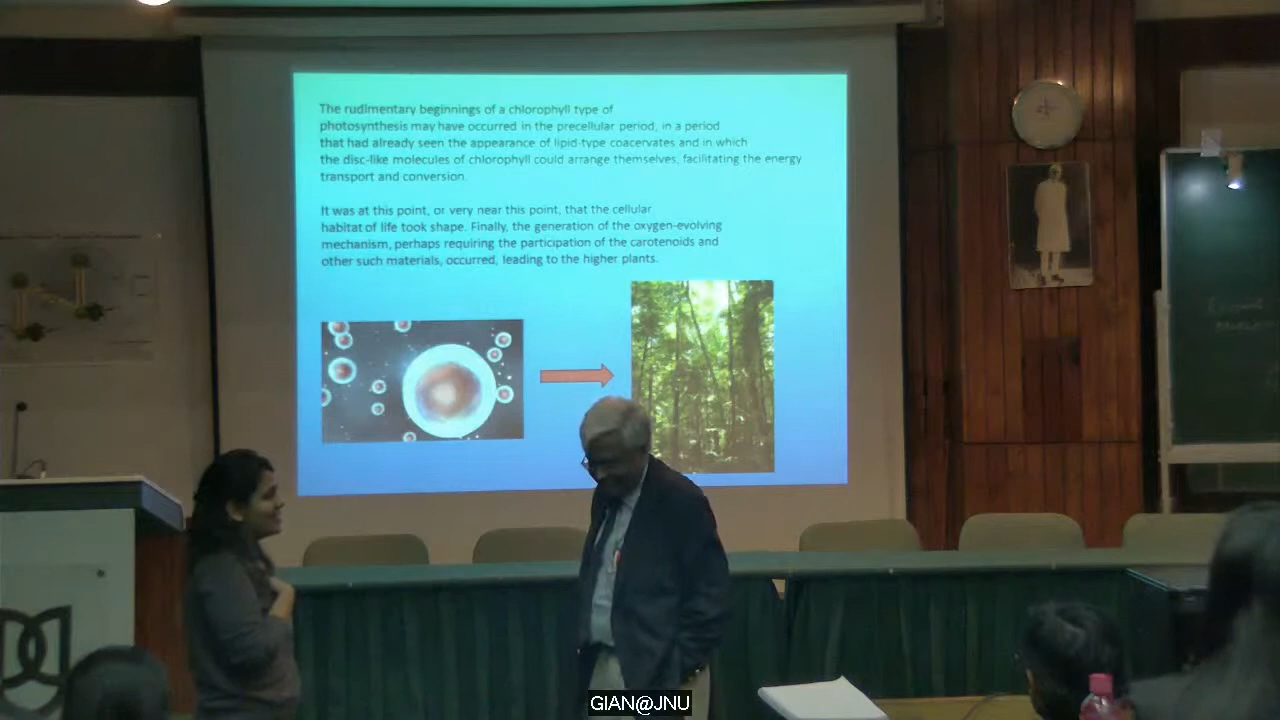 The rudimentary beginnings of a chlorophyll type of
photosynthesis may have occurred in the precellular period, in a period
that had already seen the appearance of lipid-type coacervates and in which
the disc-like molecules of chlorophyll could arrange themselves, facilitating the energy
transport and conversion.
It was at this point, or very near this point, that the cellular
habitat of life took shape. Finally, the generation of the oxygen-evolving
mechanism, perhaps requiring the participation of the carotenoids and
other such materials, occurred, leading to the higher plants.
GIAN@JNU